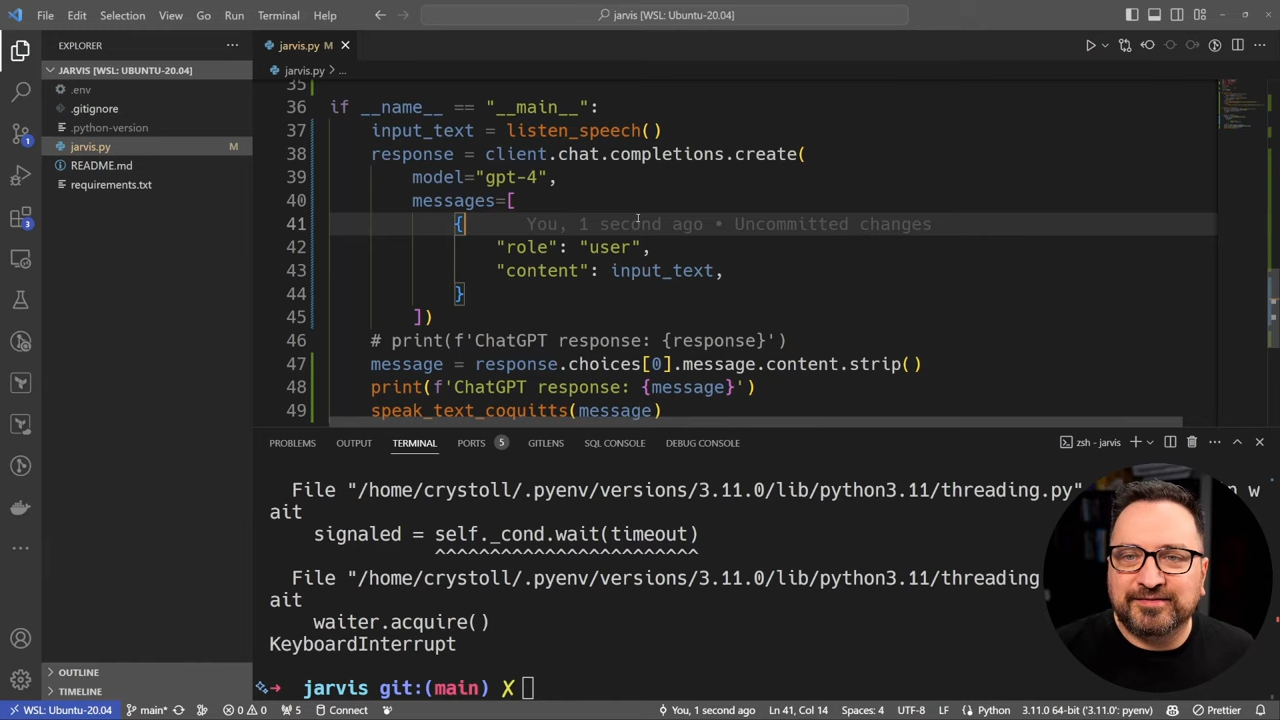 File Edit Selection View Go Run Terminal Help
jarvis [WSL: Ubuntu-20.04]
EXPLORER
JARVIS [WSL: UBUNTU-20.04]
.env
.gitignore
.python-version
jarvis.py M
README.md
requirements.txt
OUTLINE
TIMELINE
3
1
jarvis.py M
jarvis.py > ...
35
36 if __name__ == "__main__":
37 input_text = listen_speech()
38 response = client.chat.completions.create(
39 model="gpt-4",
40 messages=[
41 { You, 1 second ago • Uncommitted changes
42 "role": "user",
43 "content": input_text,
44 }
45 ])
46 # print(f'ChatGPT response: {response}')
47 message = response.choices[0].message.content.strip()
48 print(f'ChatGPT response: {message}')
49 speak_text_coquitts(message)
PROBLEMS OUTPUT TERMINAL PORTS 5 GITLENS SQL CONSOLE DEBUG CONSOLE
zsh - jarvis
File "/home/crystoll/.pyenv/versions/3.11.0/lib/python3.11/threading.py" n w
ait
signaled = self._cond.wait(timeout)
^^^^^^^^^^^^^^^^^^^^^^^^
File "/home/crystoll/.pyenv/versions/3.11.0/lib/python3.11/threading
ait
waiter.acquire()
KeyboardInterrupt
➜ jarvis git:(main) ✗
WSL: Ubuntu-20.04 main* 0 0 5 Connect
You, 1 second ago Ln 41, Col 14 Spaces: 4 UTF-8 LF Python 3.11.0 64-bit ('3.11.0': pyenv) Prettier